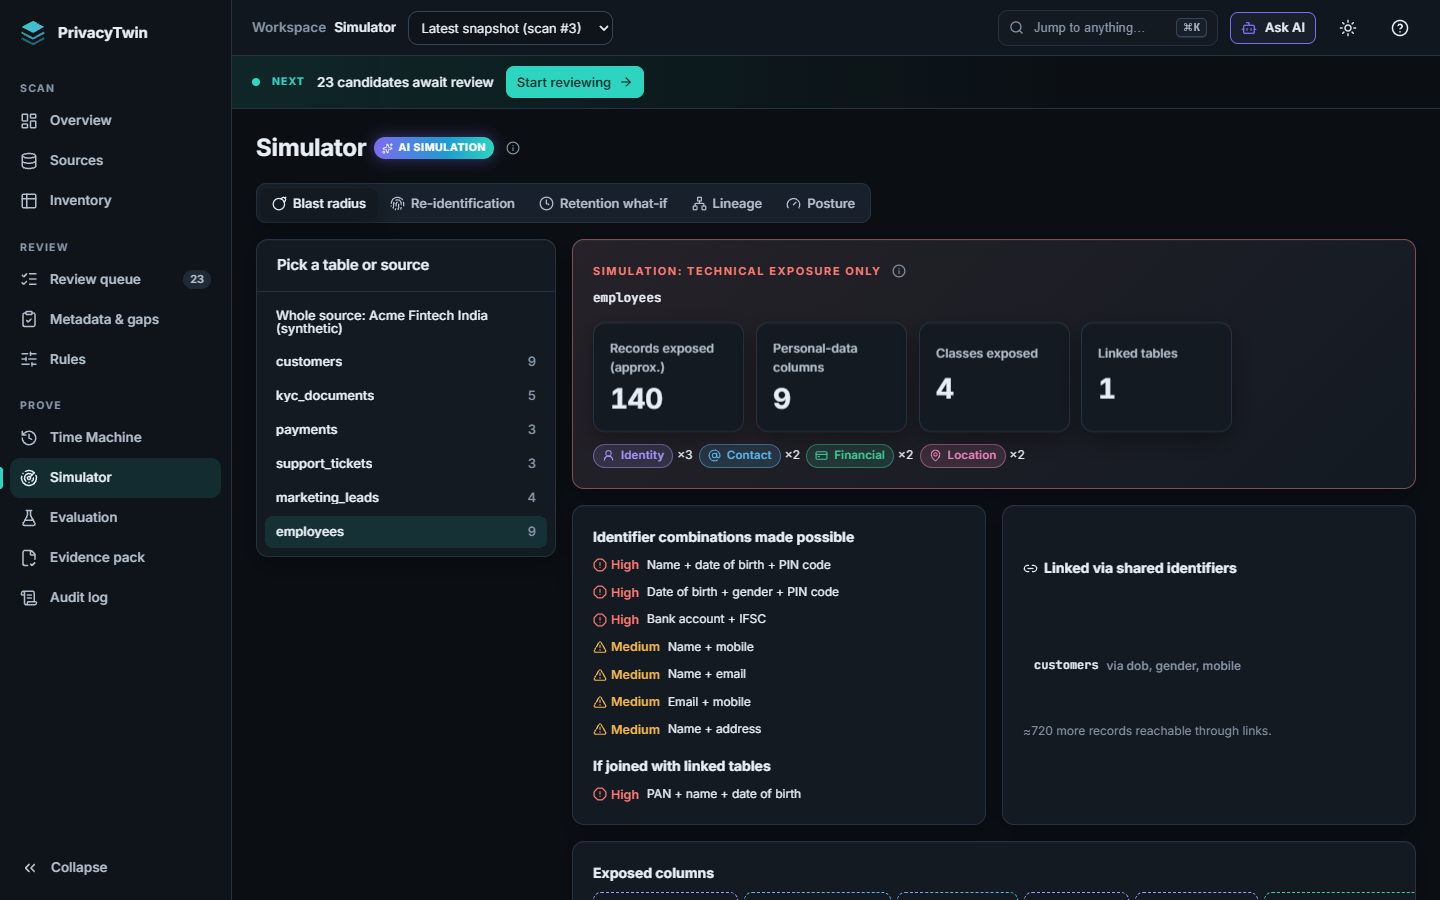 PrivacyTwin
SCAN
Overview
Sources
Inventory
REVIEW
Review queue 23
Metadata & gaps
Rules
PROVE
Time Machine
Simulator
Evaluation
Evidence pack
Audit log
Collapse
Workspace Simulator Latest snapshot (scan #3) Jump to anything... ⌘K Ask AI
NEXT 23 candidates await review Start reviewing →
Simulator AI SIMULATION
Blast radius Re-identification Retention what-if Lineage Posture
Pick a table or source
Whole source: Acme Fintech India
(synthetic)
customers 9
kyc_documents 5
payments 3
support_tickets 3
marketing_leads 4
employees 9
SIMULATION: TECHNICAL EXPOSURE ONLY
employees
Records exposed
(approx.)
140
Personal-data
columns
9
Classes exposed
4
Linked tables
1
Identity ×3 Contact ×2 Financial ×2 Location ×2
Identifier combinations made possible
High Name + date of birth + PIN code
High Date of birth + gender + PIN code
High Bank account + IFSC
Medium Name + mobile
Medium Name + email
Medium Email + mobile
Medium Name + address
If joined with linked tables
High PAN + name + date of birth
Linked via shared identifiers
customers via dob, gender, mobile
≈720 more records reachable through links.
Exposed columns